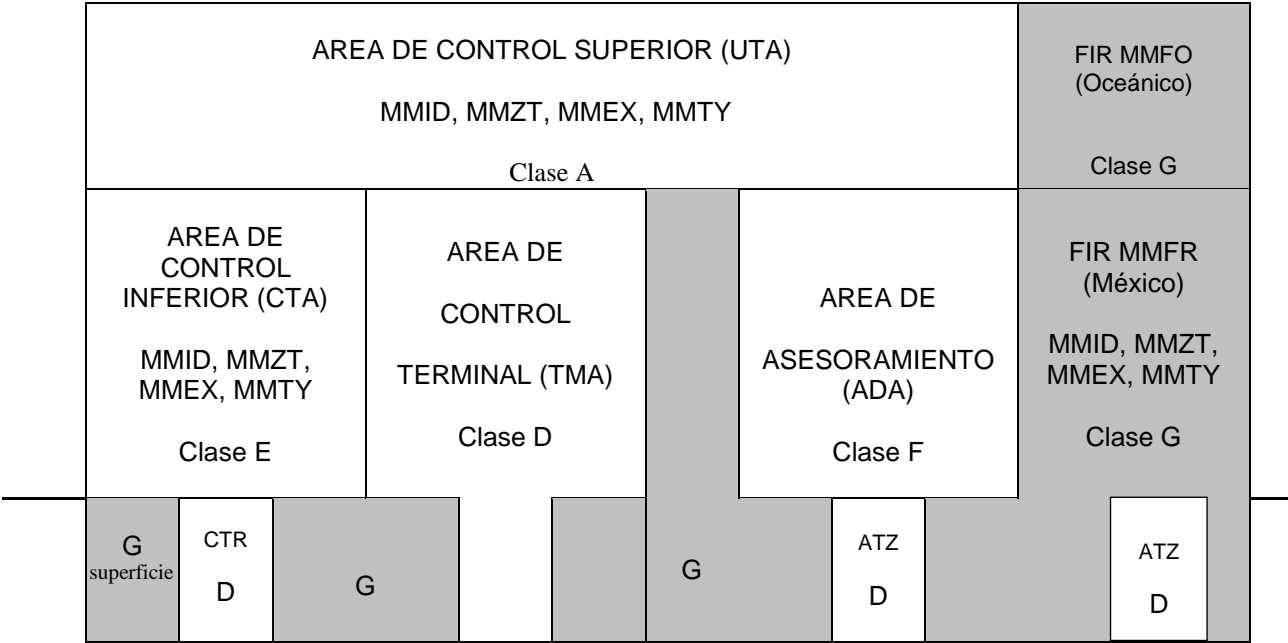 AREA DE CONTROL SUPERIOR (UTA)
MMID, MMZT, MMEX, MMTY
Clase A
FIR MMFO
(Oceánico)
Clase G
AREA DE
CONTROL
INFERIOR (CTA)
MMID, MMZT,
MMEX, MMTY
Clase E
AREA DE
CONTROL
TERMINAL (TMA)
Clase D
AREA DE
ASESORAMIENTO
(ADA)
Clase F
FIR MMFR
(México)
MMID, MMZT,
MMEX, MMTY
Clase G
G
superficie
CTR
D
G
G
ATZ
D
ATZ
D